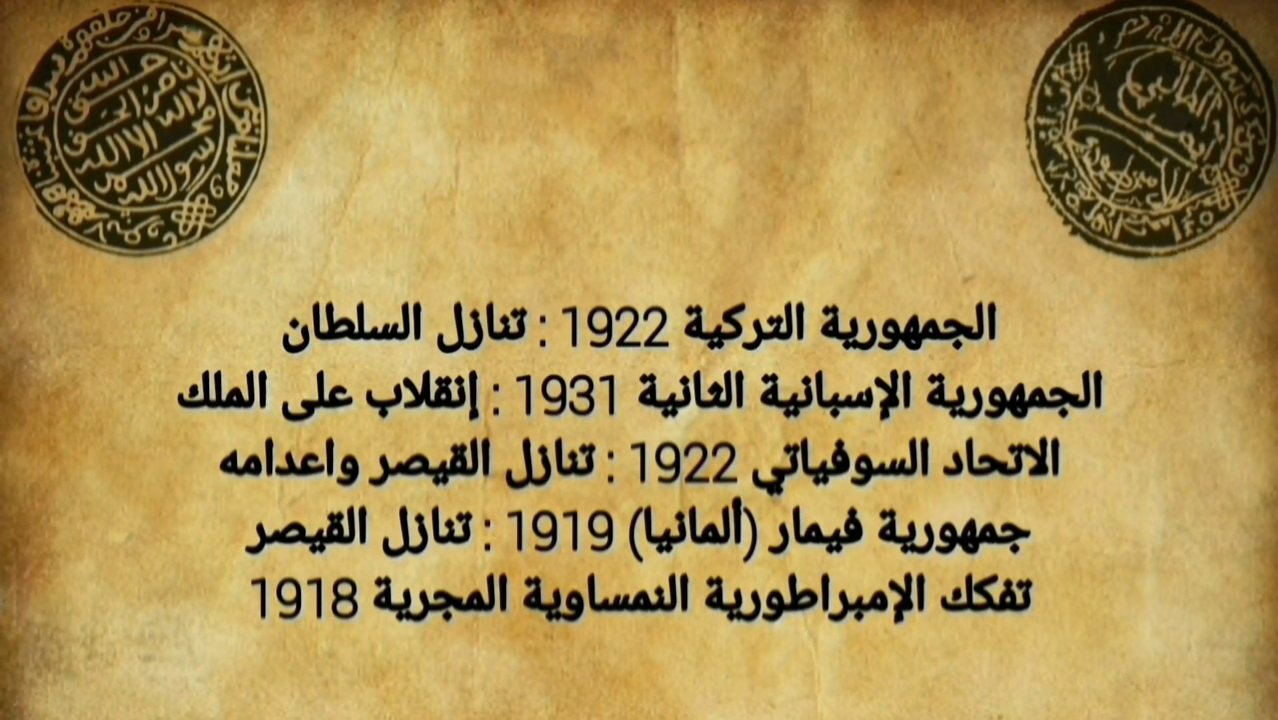 الجمهورية التركية 1922 : تنازل السلطان
الجمهورية الإسبانية الثانية 1931 : إنقلاب على الملك
الاتحاد السوفياتي 1922 : تنازل القيصر واعدامه
جمهورية فيمار (ألمانيا) 1919 : تنازل القيصر
تفكك الإمبراطورية النمساوية المجرية 1918